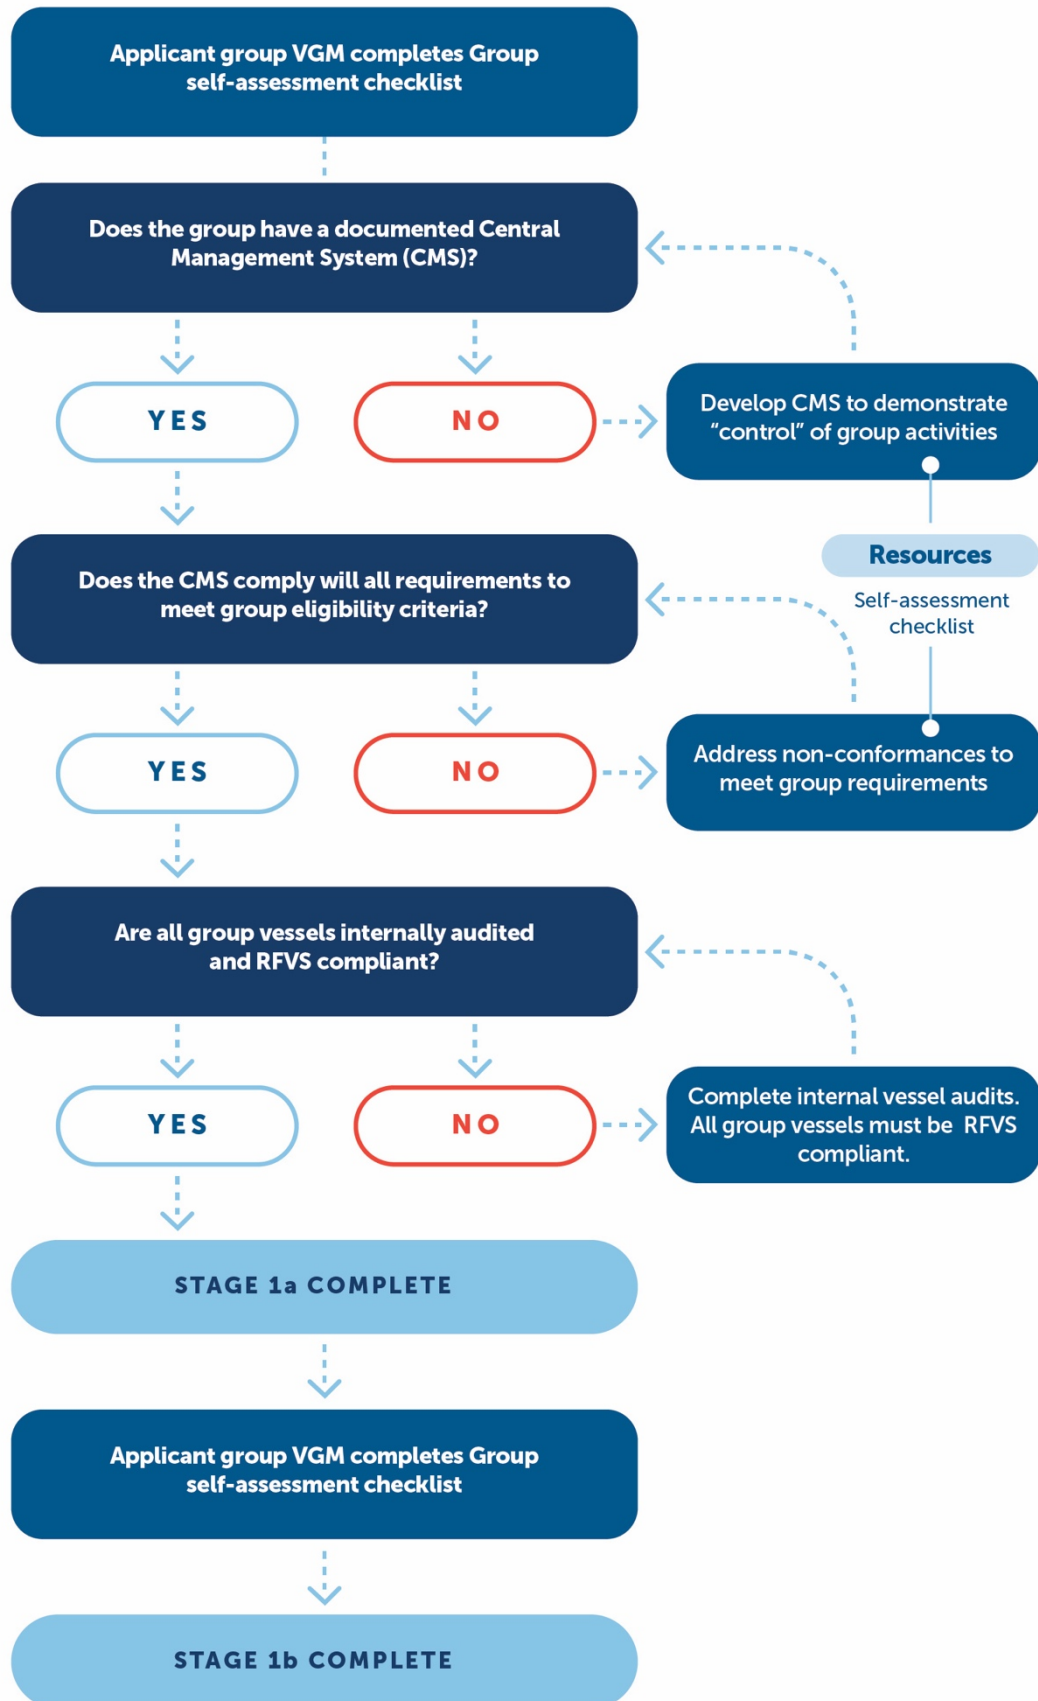 Applicant group VGM completes Group
self-assessment checklist
Does the group have a documented Central
Management System (CMS)?
YES
NO
Develop CMS to demonstrate
“control” of group activities
Resources
Self-assessment
checklist
Does the CMS comply will all requirements to
meet group eligibility criteria?
YES
NO
Address non-conformances to
meet group requirements
Are all group vessels internally audited
and RFVS compliant?
YES
NO
Complete internal vessel audits.
All group vessels must be RFVS
compliant.
STAGE 1a COMPLETE
Applicant group VGM completes Group
self-assessment checklist
STAGE 1b COMPLETE